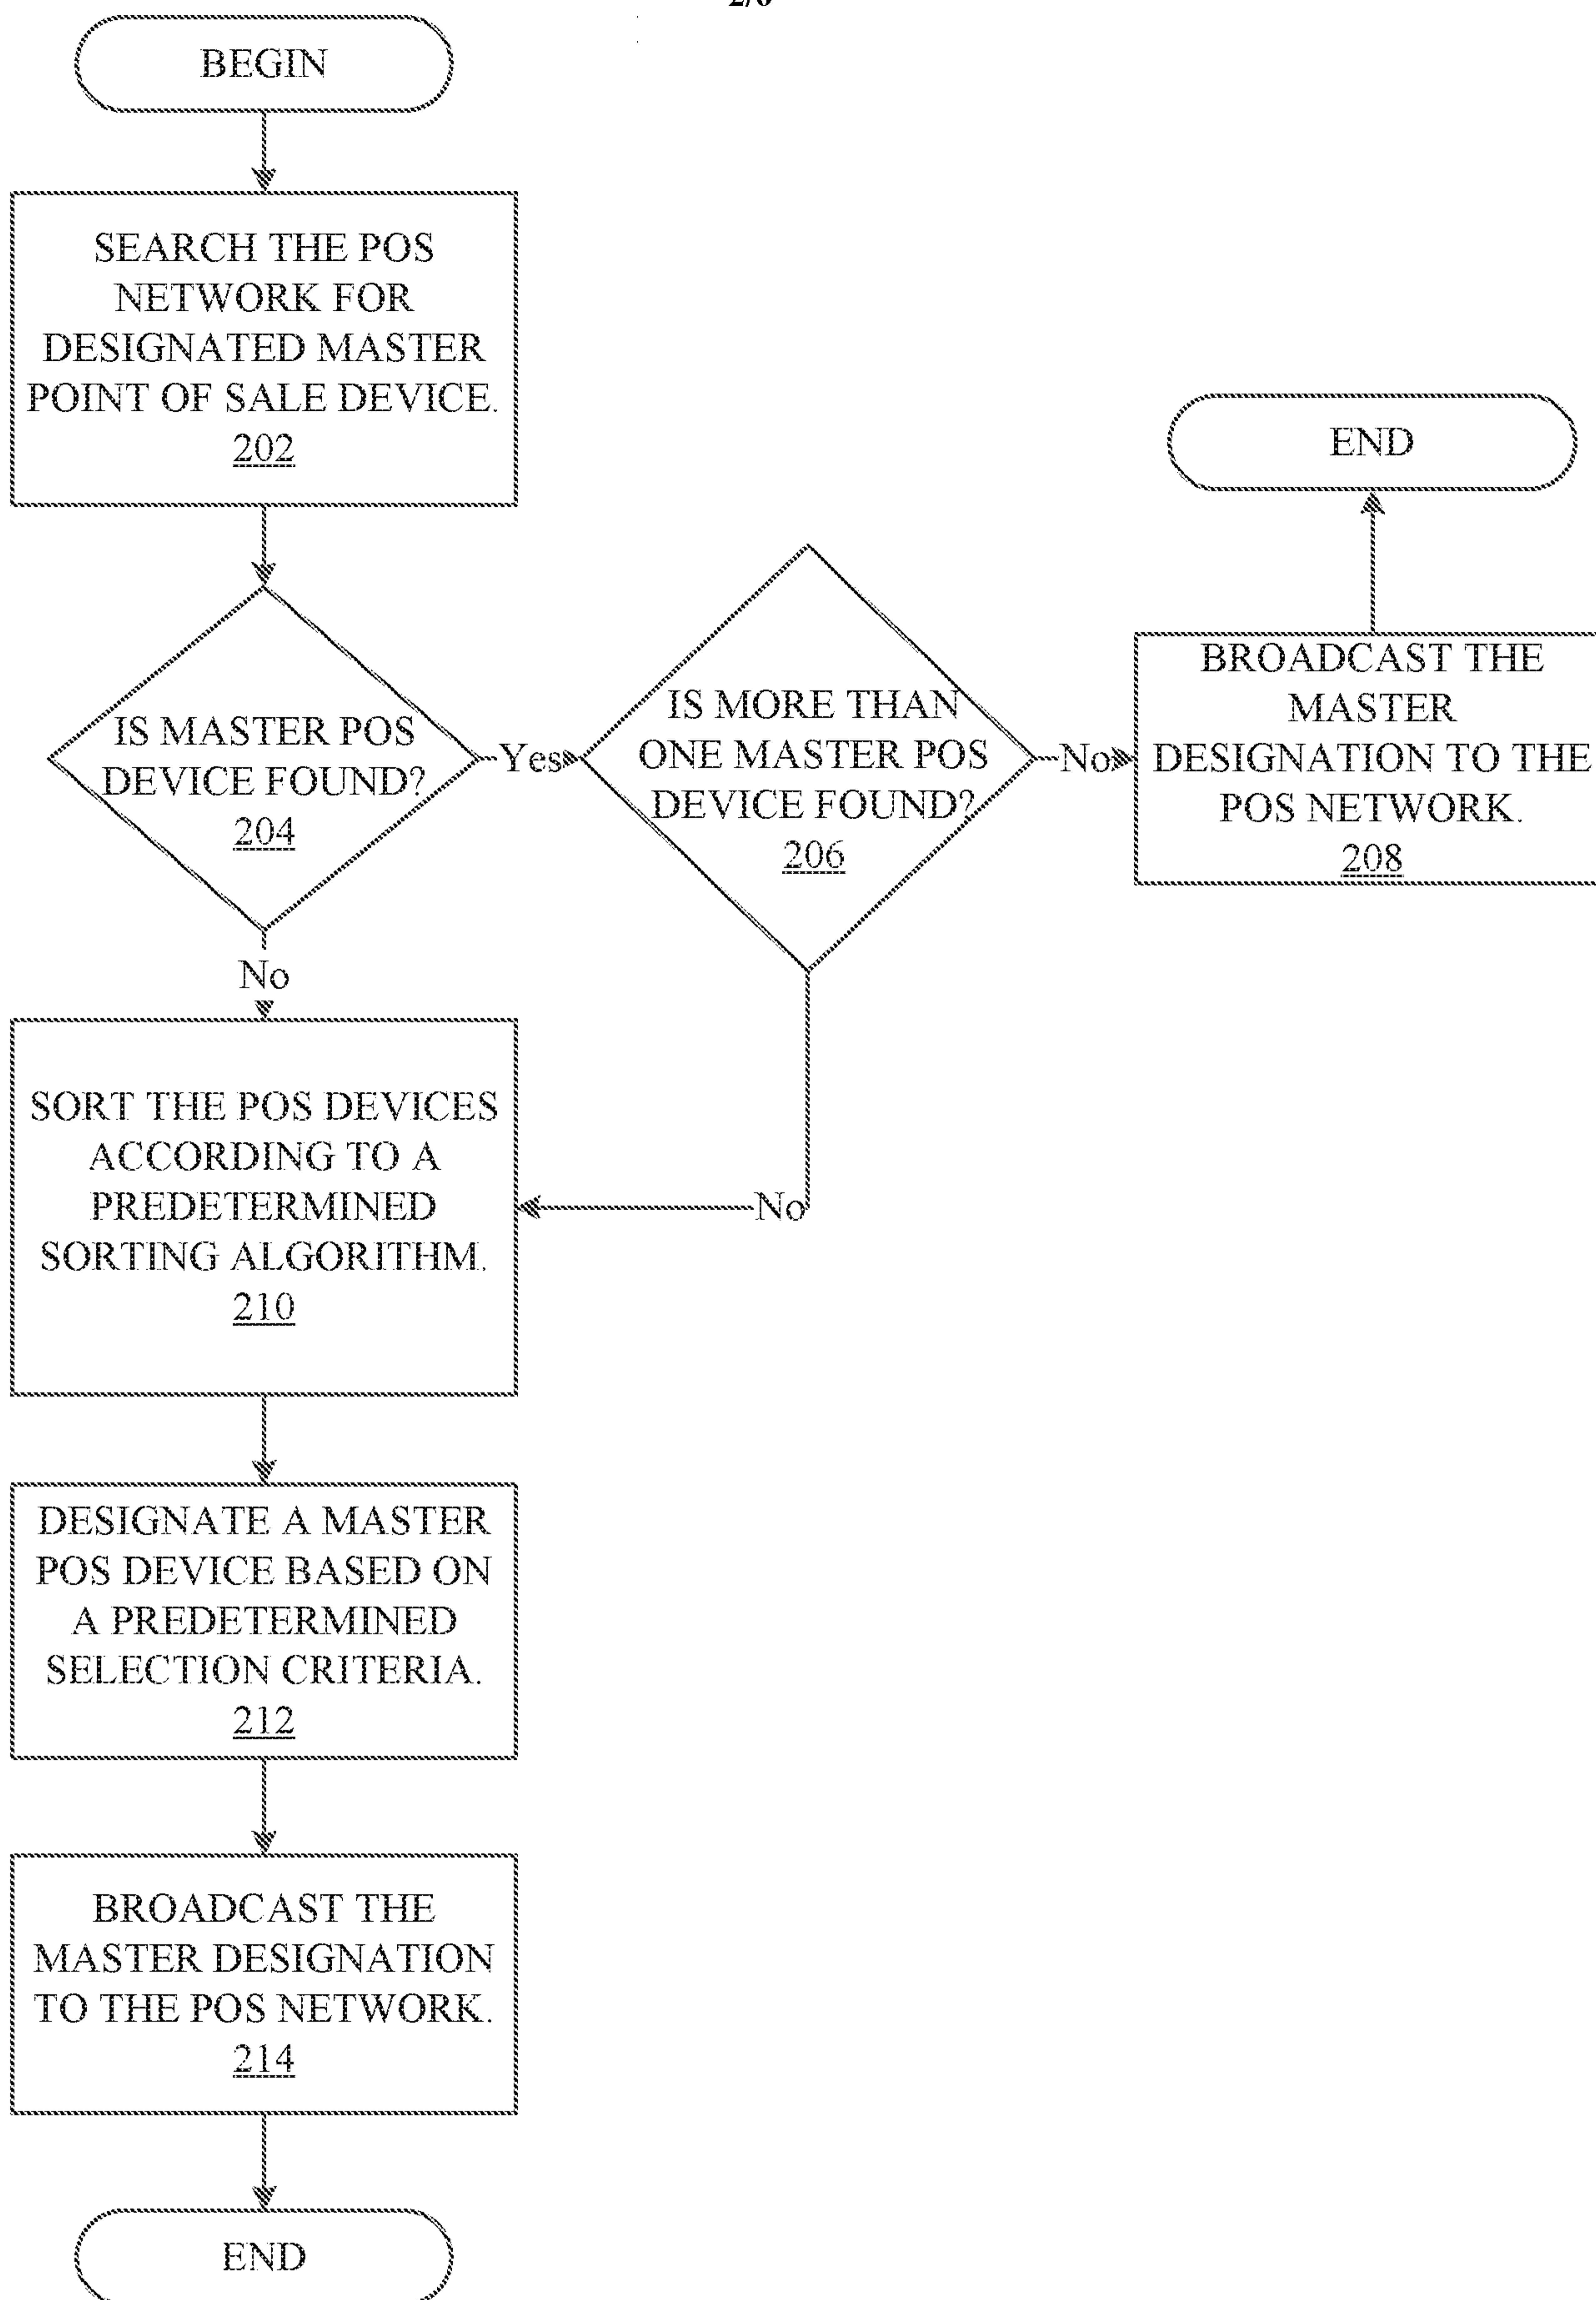 BEGIN
SEARCH THE POS
NETWORK FOR
DESIGNATED MASTER
POINT OF SALE DEVICE.
202
IS MASTER POS
DEVICE FOUND?
204
Yes
IS MORE THAN
ONE MASTER POS
DEVICE FOUND?
206
No
BROADCAST THE
MASTER
DESIGNATION TO THE
POS NETWORK.
208
END
No
No
SORT THE POS DEVICES
ACCORDING TO A
PREDETERMINED
SORTING ALGORITHM.
210
DESIGNATE A MASTER
POS DEVICE BASED ON
A PREDETERMINED
SELECTION CRITERIA.
212
BROADCAST THE
MASTER DESIGNATION
TO THE POS NETWORK.
214
END